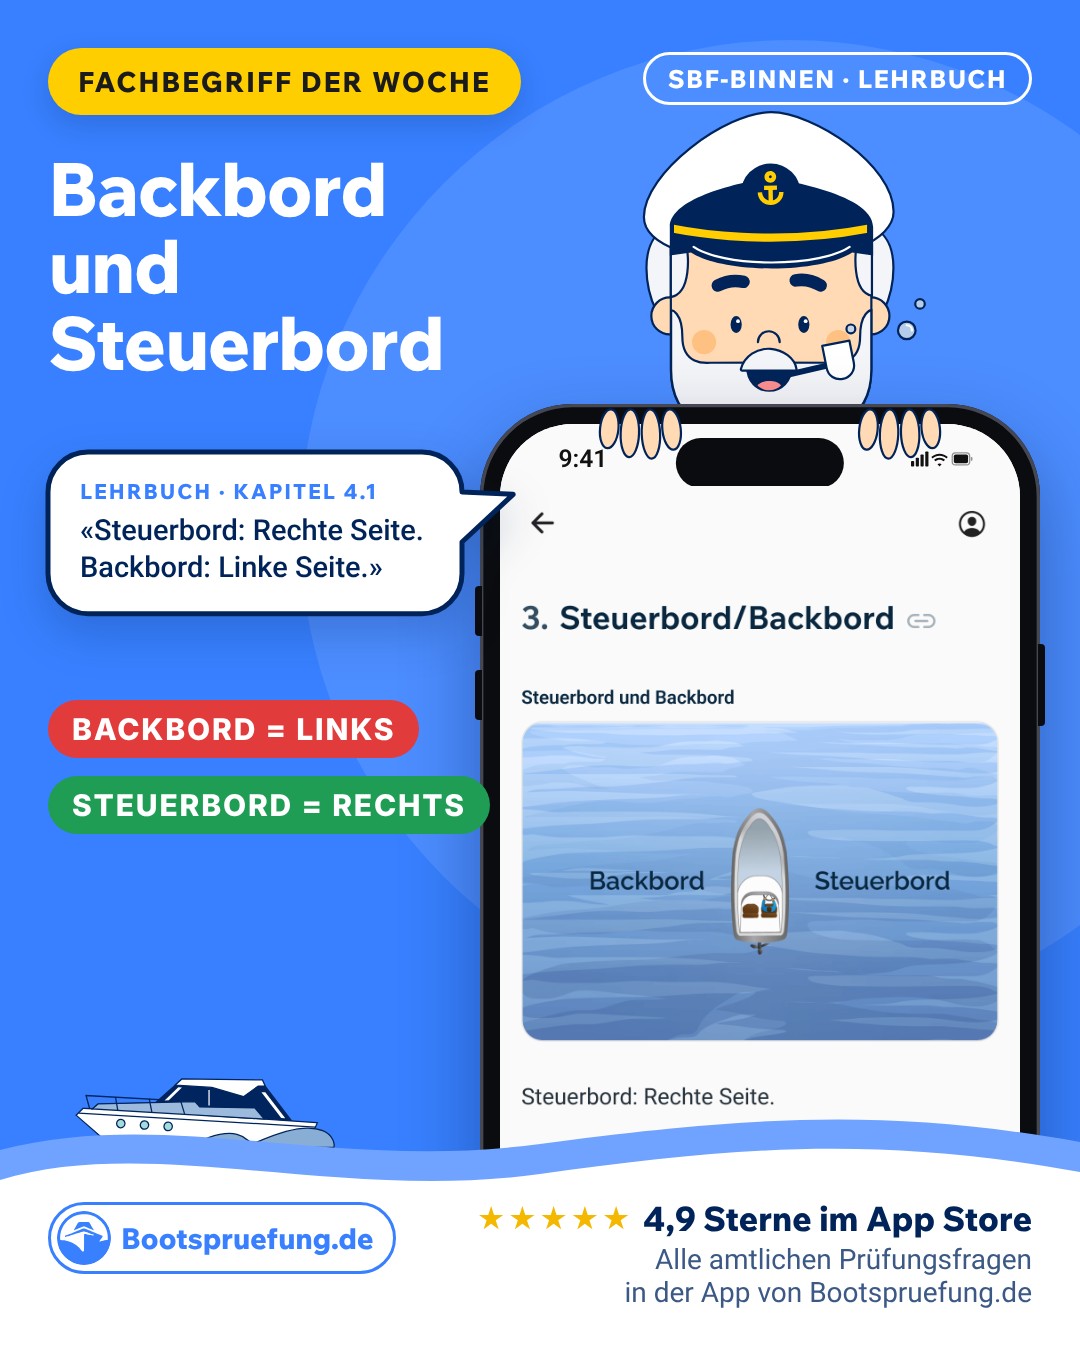 FACHBEGRIFF DER WOCHE
SBF-BINNEN · LEHRBUCH
Backbord
und
Steuerbord
LEHRBUCH · KAPITEL 4.1
«Steuerbord: Rechte Seite.
Backbord: Linke Seite.»
BACKBORD = LINKS
STEUERBORD = RECHTS
9:41
3. Steuerbord/Backbord
Steuerbord und Backbord
Backbord
Steuerbord
Steuerbord: Rechte Seite.
Bootspruefung.de
★★★★★ 4,9 Sterne im App Store
Alle amtlichen Prüfungsfragen
in der App von Bootspruefung.de